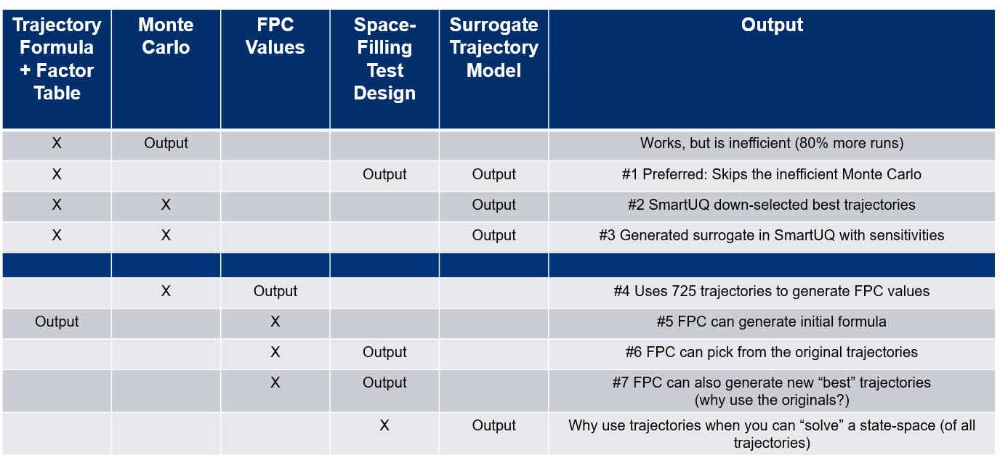 Trajectory Formula + Factor Table Monte Carlo FPC Values Space-Filling Test Design Surrogate Trajectory Model Output
X Output Works, but is inefficient (80% more runs)
X Output Output #1 Preferred: Skips the inefficient Monte Carlo
X X Output #2 SmartUQ down-selected best trajectories
X X Output #3 Generated surrogate in SmartUQ with sensitivities
X Output #4 Uses 725 trajectories to generate FPC values
Output X #5 FPC can generate initial formula
X Output #6 FPC can pick from the original trajectories
X Output #7 FPC can also generate new “best” trajectories
(why use the originals?)
X Output Why use trajectories when you can “solve” a state-space (of all
trajectories)